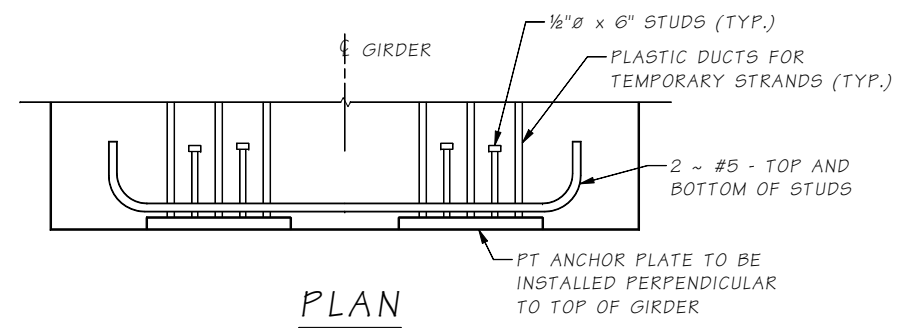 ½"ø x 6" STUDS (TYP.)
℄ GIRDER
PLASTIC DUCTS FOR
TEMPORARY STRANDS (TYP.)
2 ~ #5 - TOP AND
BOTTOM OF STUDS
PT ANCHOR PLATE TO BE
INSTALLED PERPENDICULAR
TO TOP OF GIRDER
PLAN